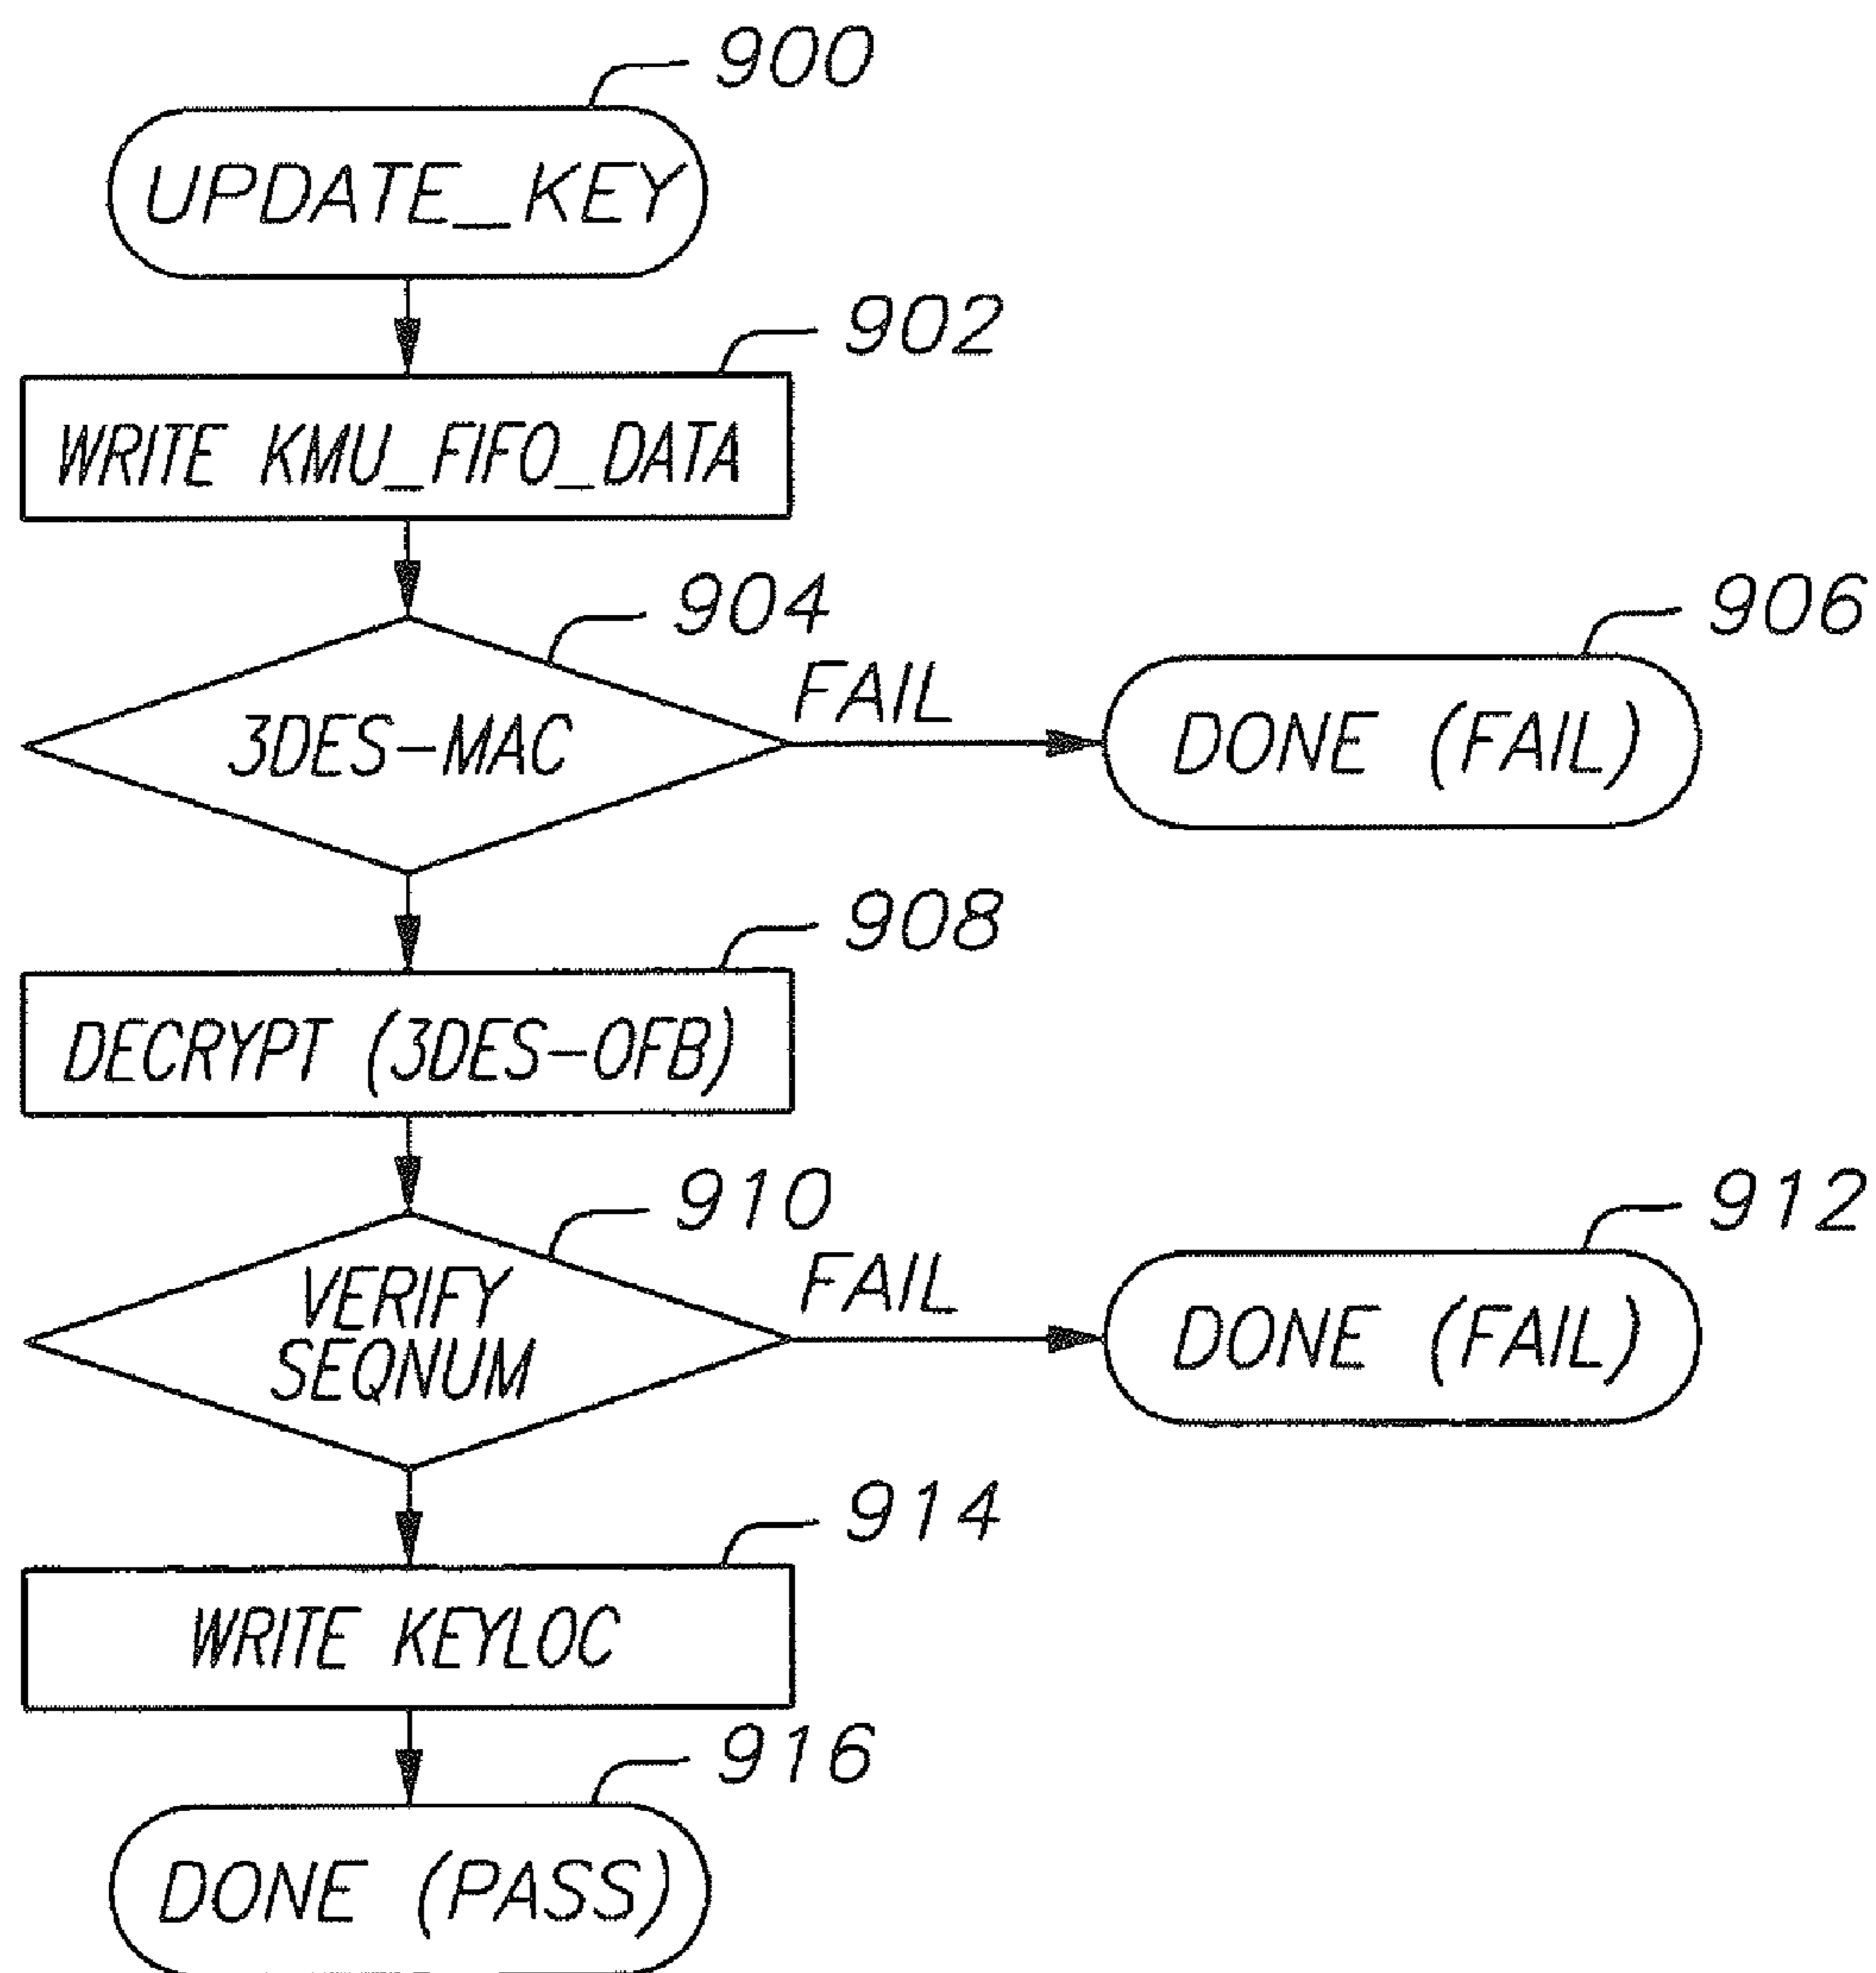 900
UPDATE_KEY
902
WRITE KMU_FIFO_DATA
904
906
3DES-MAC
FAIL
DONE (FAIL)
908
DECRYPT (3DES-OFB)
910
912
VERIFY
SEQNUM
FAIL
DONE (FAIL)
914
WRITE KEYLOC
916
DONE (PASS)